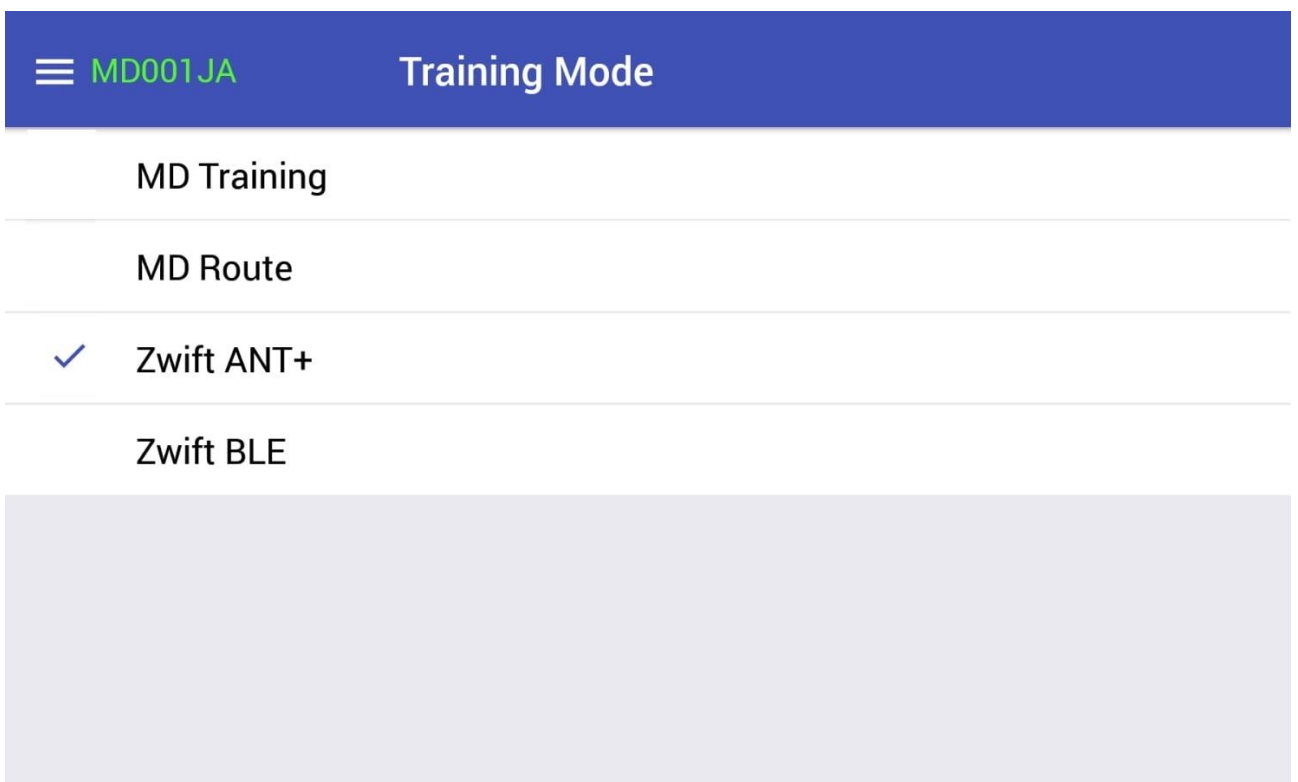 MD001JA Training Mode
MD Training
MD Route
Zwift ANT+
Zwift BLE